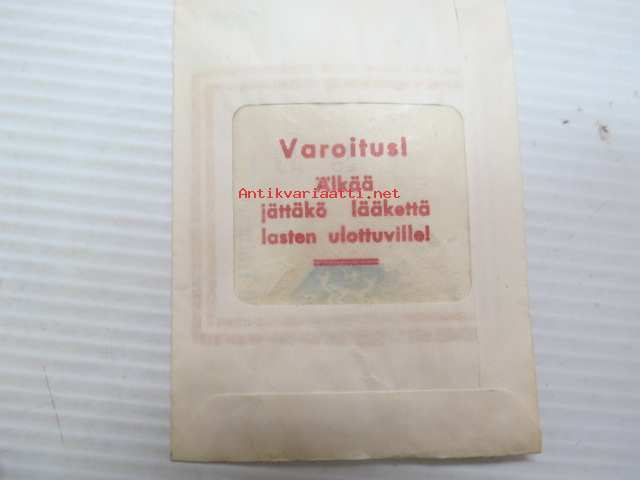 Varoitus!
Älkää
Antikvariaatti.net
jättäkö lääkettä
lasten ulottuville!